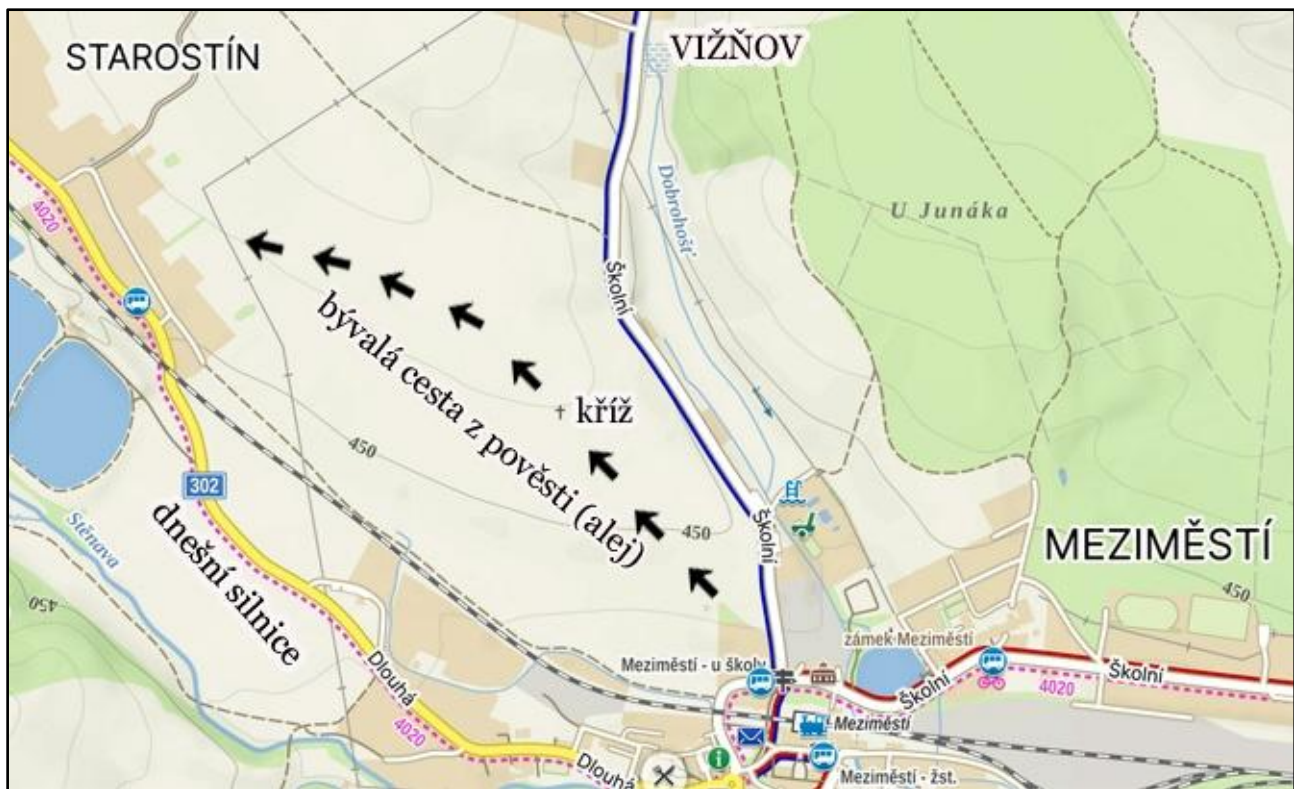 STAROSTÍN
VIŽŇOV
4020
Dobrohošť
U Junáka
Školní
bývalá cesta z pověsti (alej)
† kříž
450
302
dnešní silnice
Stěnava
450
450
Školní
MEZIMĚSTÍ
450
zámek Meziměstí
Meziměstí - u školy
Dlouhá
4020
Školní
4020
Školní
Meziměstí
Dlouhá
Meziměstí - žst.